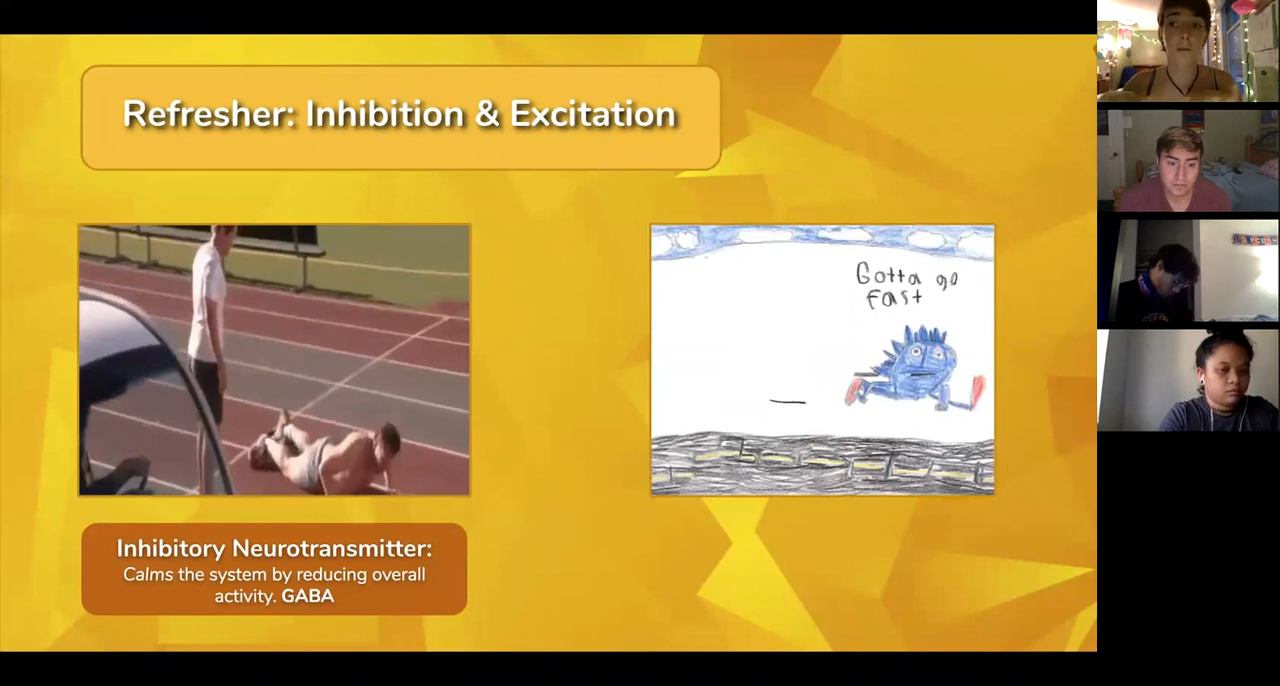 Refresher: Inhibition & Excitation
Gotta go
Fast
Inhibitory Neurotransmitter:
Calms the system by reducing overall
activity. GABA